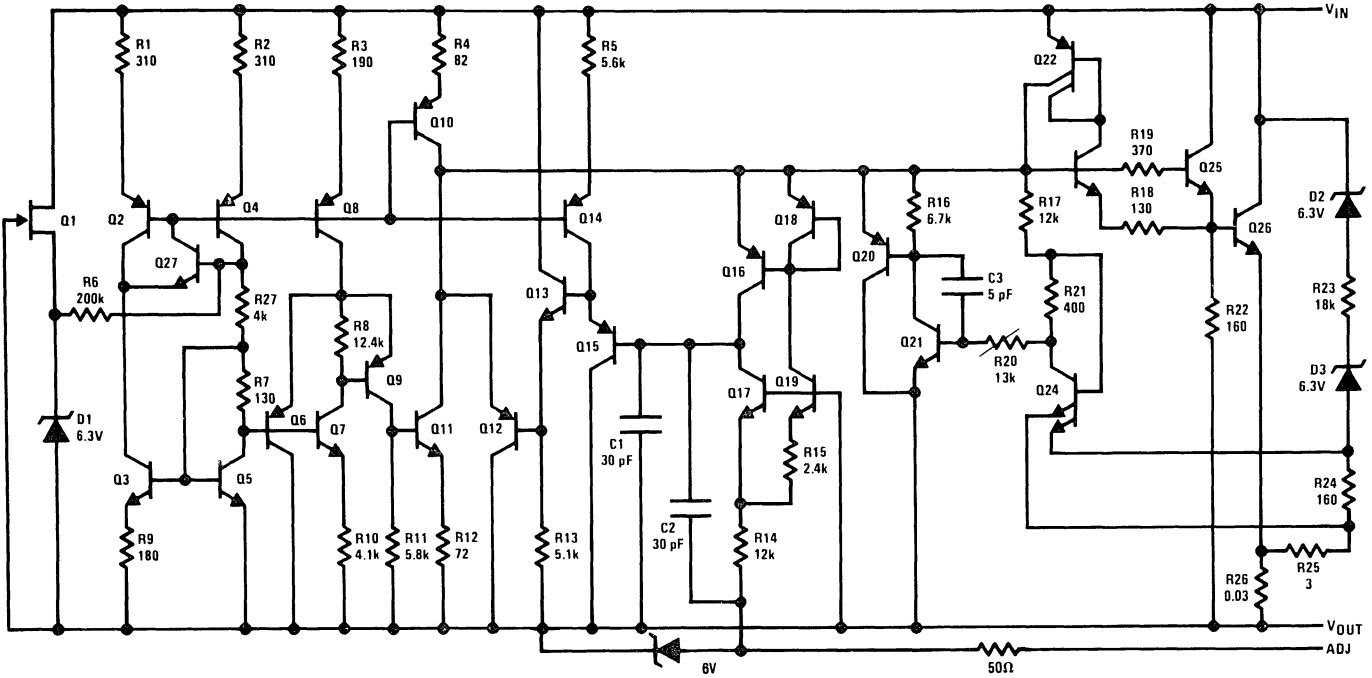 VIN
R1
310
R2
310
R3
190
R4
82
R5
5.6k
Q22
Q10
R19
370
Q25
Q1
Q2
Q4
Q8
Q14
Q18
R16
6.7k
R17
12k
R18
130
Q26
D2
6.3V
Q27
Q16
Q20
R6
200k
R27
4k
Q13
C3
5 pF
R21
400
R22
160
R23
18k
R8
12.4k
Q15
Q21
R20
13k
R7
130
Q9
Q17
Q19
Q24
D3
6.3V
D1
6.3V
Q6
Q7
Q11
Q12
C1
30 pF
R15
2.4k
Q3
Q5
R24
160
R9
180
R10
4.1k
R11
5.8k
R12
72
R13
5.1k
C2
30 pF
R14
12k
R25
3
R26
0.03
VOUT
ADJ
6V
50Ω